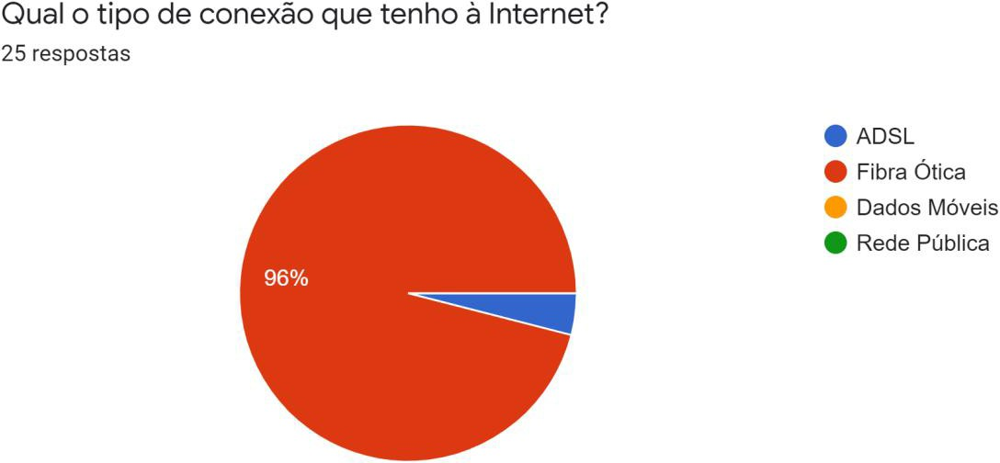 Qual o tipo de conexão que tenho à Internet?
25 respostas
96%
ADSL
Fibra Ótica
Dados Móveis
Rede Pública